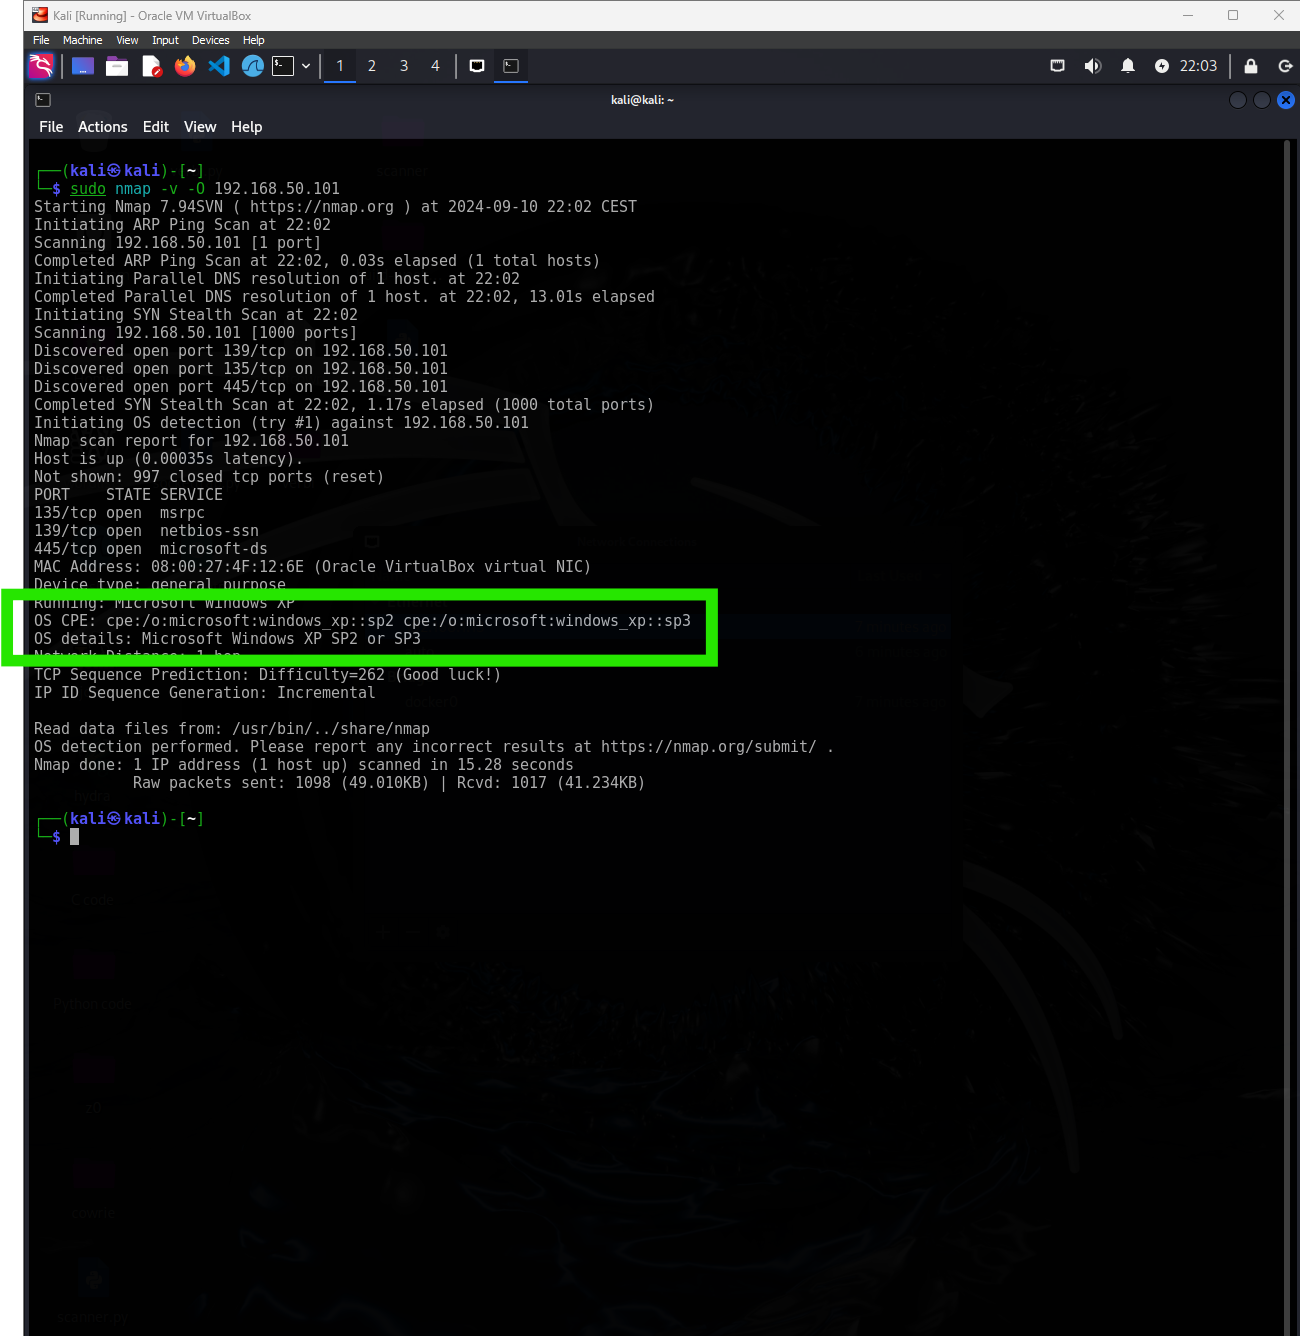 Kali [Running] - Oracle VM VirtualBox
File Machine View Input Devices Help
1 2 3 4 22:03
kali@kali: ~
File Actions Edit View Help
┌──(kali㉿kali)-[~]
└─$ sudo nmap -v -O 192.168.50.101
Starting Nmap 7.94SVN ( https://nmap.org ) at 2024-09-10 22:02 CEST
Initiating ARP Ping Scan at 22:02
Scanning 192.168.50.101 [1 port]
Completed ARP Ping Scan at 22:02, 0.03s elapsed (1 total hosts)
Initiating Parallel DNS resolution of 1 host. at 22:02
Completed Parallel DNS resolution of 1 host. at 22:02, 13.01s elapsed
Initiating SYN Stealth Scan at 22:02
Scanning 192.168.50.101 [1000 ports]
Discovered open port 139/tcp on 192.168.50.101
Discovered open port 135/tcp on 192.168.50.101
Discovered open port 445/tcp on 192.168.50.101
Completed SYN Stealth Scan at 22:02, 1.17s elapsed (1000 total ports)
Initiating OS detection (try #1) against 192.168.50.101
Nmap scan report for 192.168.50.101
Host is up (0.00035s latency).
Not shown: 997 closed tcp ports (reset)
PORT    STATE SERVICE
135/tcp open  msrpc
139/tcp open  netbios-ssn
445/tcp open  microsoft-ds
MAC Address: 08:00:27:4F:12:6E (Oracle VirtualBox virtual NIC)
Device type: general purpose
Running: Microsoft Windows XP
OS CPE: cpe:/o:microsoft:windows_xp::sp2 cpe:/o:microsoft:windows_xp::sp3
OS details: Microsoft Windows XP SP2 or SP3
Network Distance: 1 hop
TCP Sequence Prediction: Difficulty=262 (Good luck!)
IP ID Sequence Generation: Incremental
Read data files from: /usr/bin/../share/nmap
OS detection performed. Please report any incorrect results at https://nmap.org/submit/ .
Nmap done: 1 IP address (1 host up) scanned in 15.28 seconds
Raw packets sent: 1098 (49.010KB) | Rcvd: 1017 (41.234KB)
hydra
┌──(kali㉿kali)-[~]
└─$
C code
Python code
scanner.py